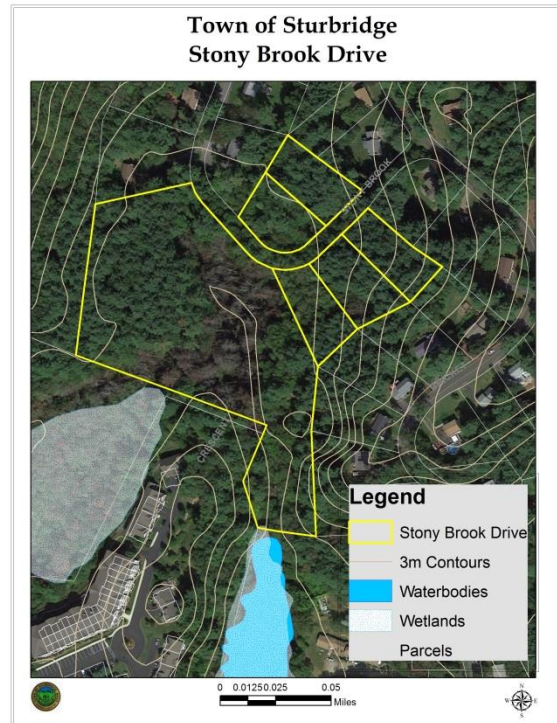 Town of Sturbridge
Stony Brook Drive
CRESCENT
Legend
Stony Brook Drive
3m Contours
Waterbodies
Wetlands
Parcels
0 0.0125 0.025 0.05
Miles
N
W E
S